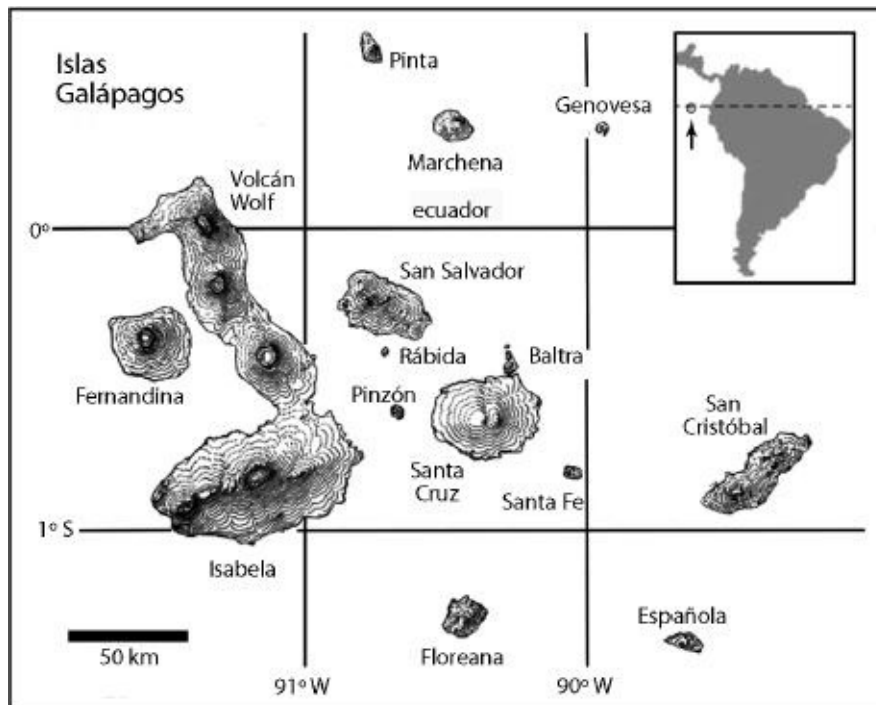 Islas
Galápagos
Pinta
Genovesa
Marchena
Volcán
Wolf
ecuador
0º
San Salvador
Rábida
Baltra
Fernandina
Pinzón
San
Cristóbal
Santa
Cruz
Santa Fe
1º S
Isabela
Española
50 km
Floreana
91º W
90º W